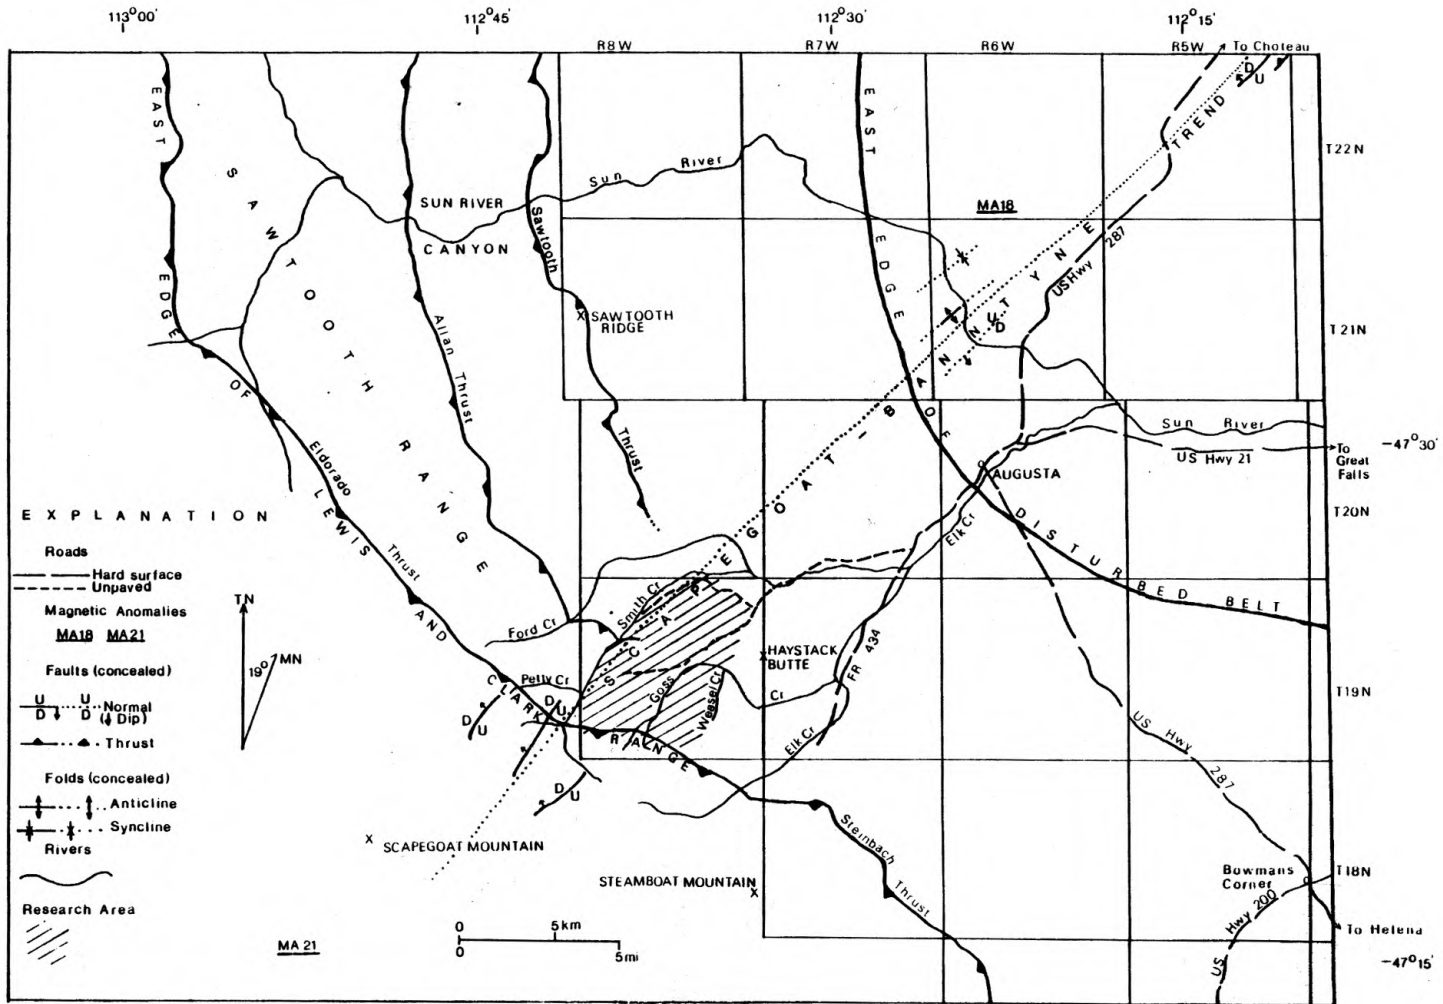 113°00'
112°45'
112°30'
112°15'
R8W
R7W
R6W
R5W
To Choteau
EAST EDGE OF LEWIS AND CLARK RANGE
SAWTOOTH RANGE
SUN RIVER
CANYON
Sun River
Sawtooth Thrust
SAWTOOTH
RIDGE
Allan Thrust
Eldorado Thrust
EAST EDGE OF DISTURBED BELT
MA18
SCAPEGOAT-BANNATYNE TREND
D
U
US Hwy 287
T22N
U
D
T21N
Sun River
US Hwy 21
To
Great
Falls
-47°30'
AUGUSTA
Elk Cr
T20N
EXPLANATION
Roads
Hard surface
Unpaved
Magnetic Anomalies
MA18 MA21
Faults (concealed)
U U
D D
Normal
(↓ Dip)
Thrust
Folds (concealed)
Anticline
Syncline
Rivers
Research Area
TN
19°
MN
Smith Cr
Ford Cr
Petty Cr
HAYSTACK
BUTTE
FR 434
Goss Cr
Weasel Cr
Elk Cr
T19N
D
U
D
U
D
U
US Hwy 287
X SCAPEGOAT MOUNTAIN
STEAMBOAT MOUNTAIN X
Steinbach Thrust
Bowmans
Corner
T18N
US Hwy 200
To Helena
-47°15'
MA 21
0 5km
0 5mi